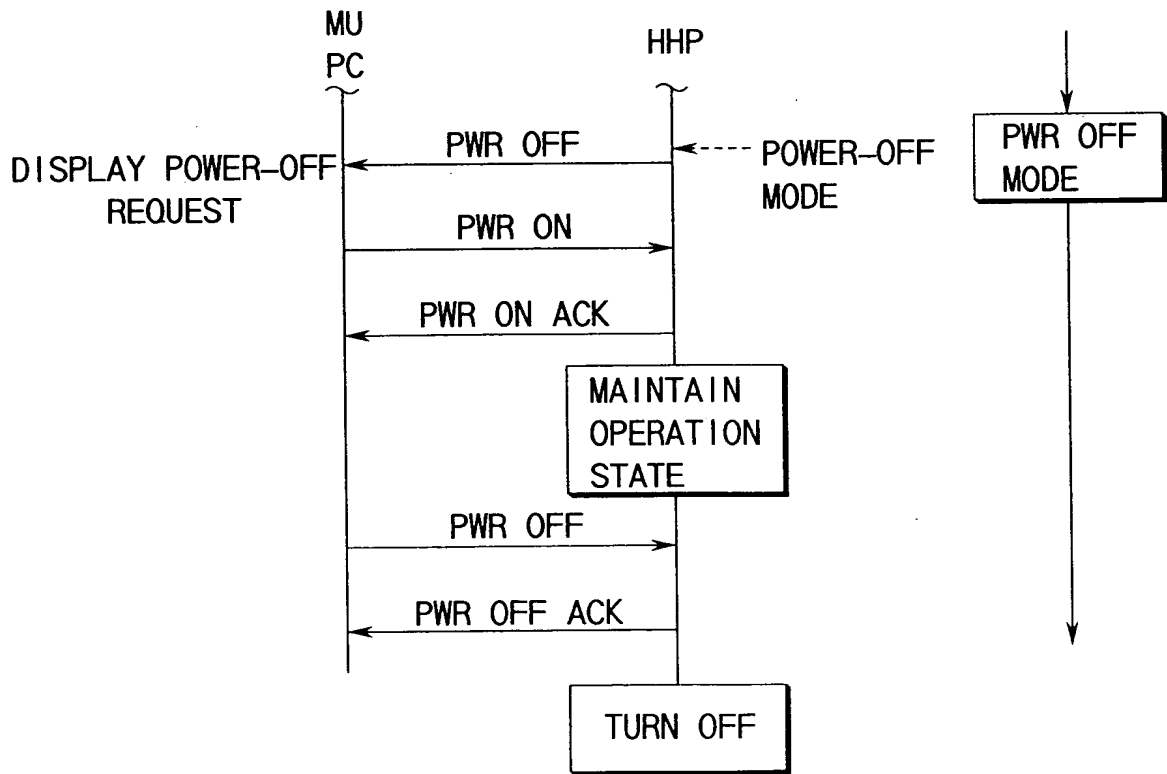 MU
PC
HHP
PWR OFF
POWER-OFF
MODE
PWR OFF
MODE
DISPLAY POWER-OFF
REQUEST
PWR ON
PWR ON ACK
MAINTAIN
OPERATION
STATE
PWR OFF
PWR OFF ACK
TURN OFF